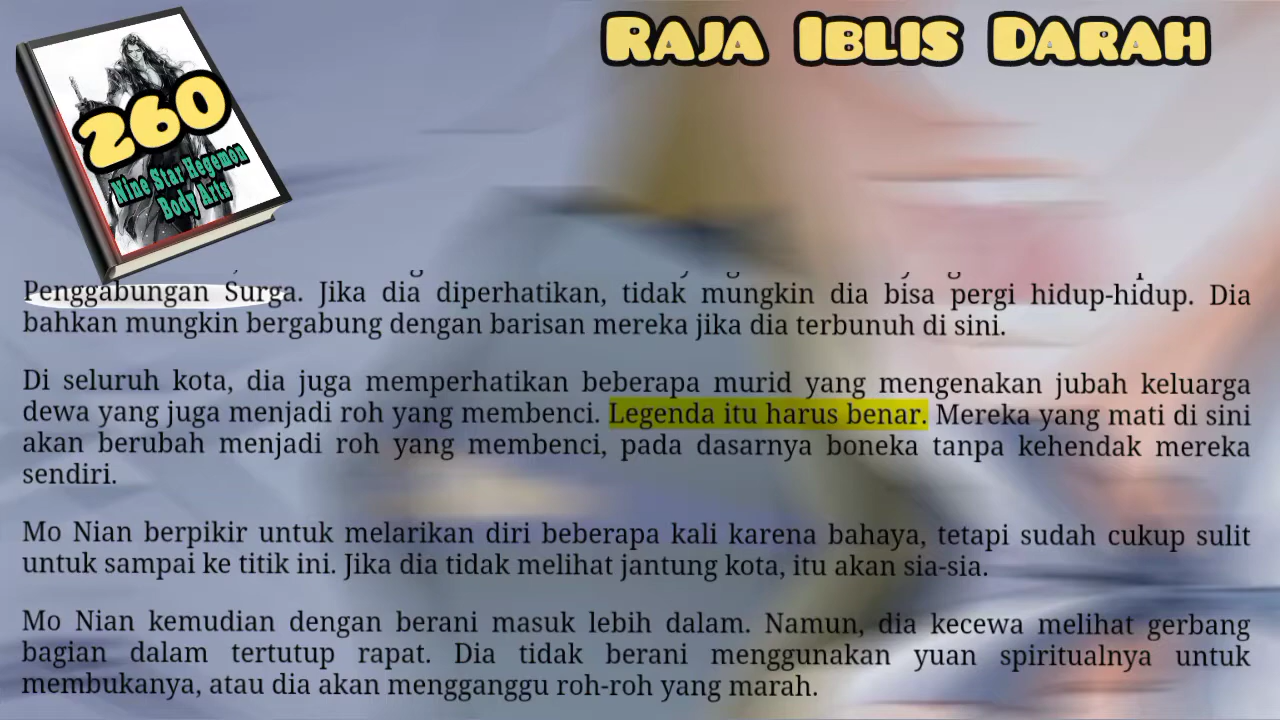 Raja Iblis Darah
260
Nine Star Hegemon
Body Arts
Penggabungan Surga. Jika dia diperhatikan, tidak mungkin dia bisa pergi hidup-hidup. Dia
bahkan mungkin bergabung dengan barisan mereka jika dia terbunuh di sini.
Di seluruh kota, dia juga memperhatikan beberapa murid yang mengenakan jubah keluarga
dewa yang juga menjadi roh yang membenci. Legenda itu harus benar. Mereka yang mati di sini
akan berubah menjadi roh yang membenci, pada dasarnya boneka tanpa kehendak mereka
sendiri.
Mo Nian berpikir untuk melarikan diri beberapa kali karena bahaya, tetapi sudah cukup sulit
untuk sampai ke titik ini. Jika dia tidak melihat jantung kota, itu akan sia-sia.
Mo Nian kemudian dengan berani masuk lebih dalam. Namun, dia kecewa melihat gerbang
bagian dalam tertutup rapat. Dia tidak berani menggunakan yuan spiritualnya untuk
membukanya, atau dia akan mengganggu roh-roh yang marah.